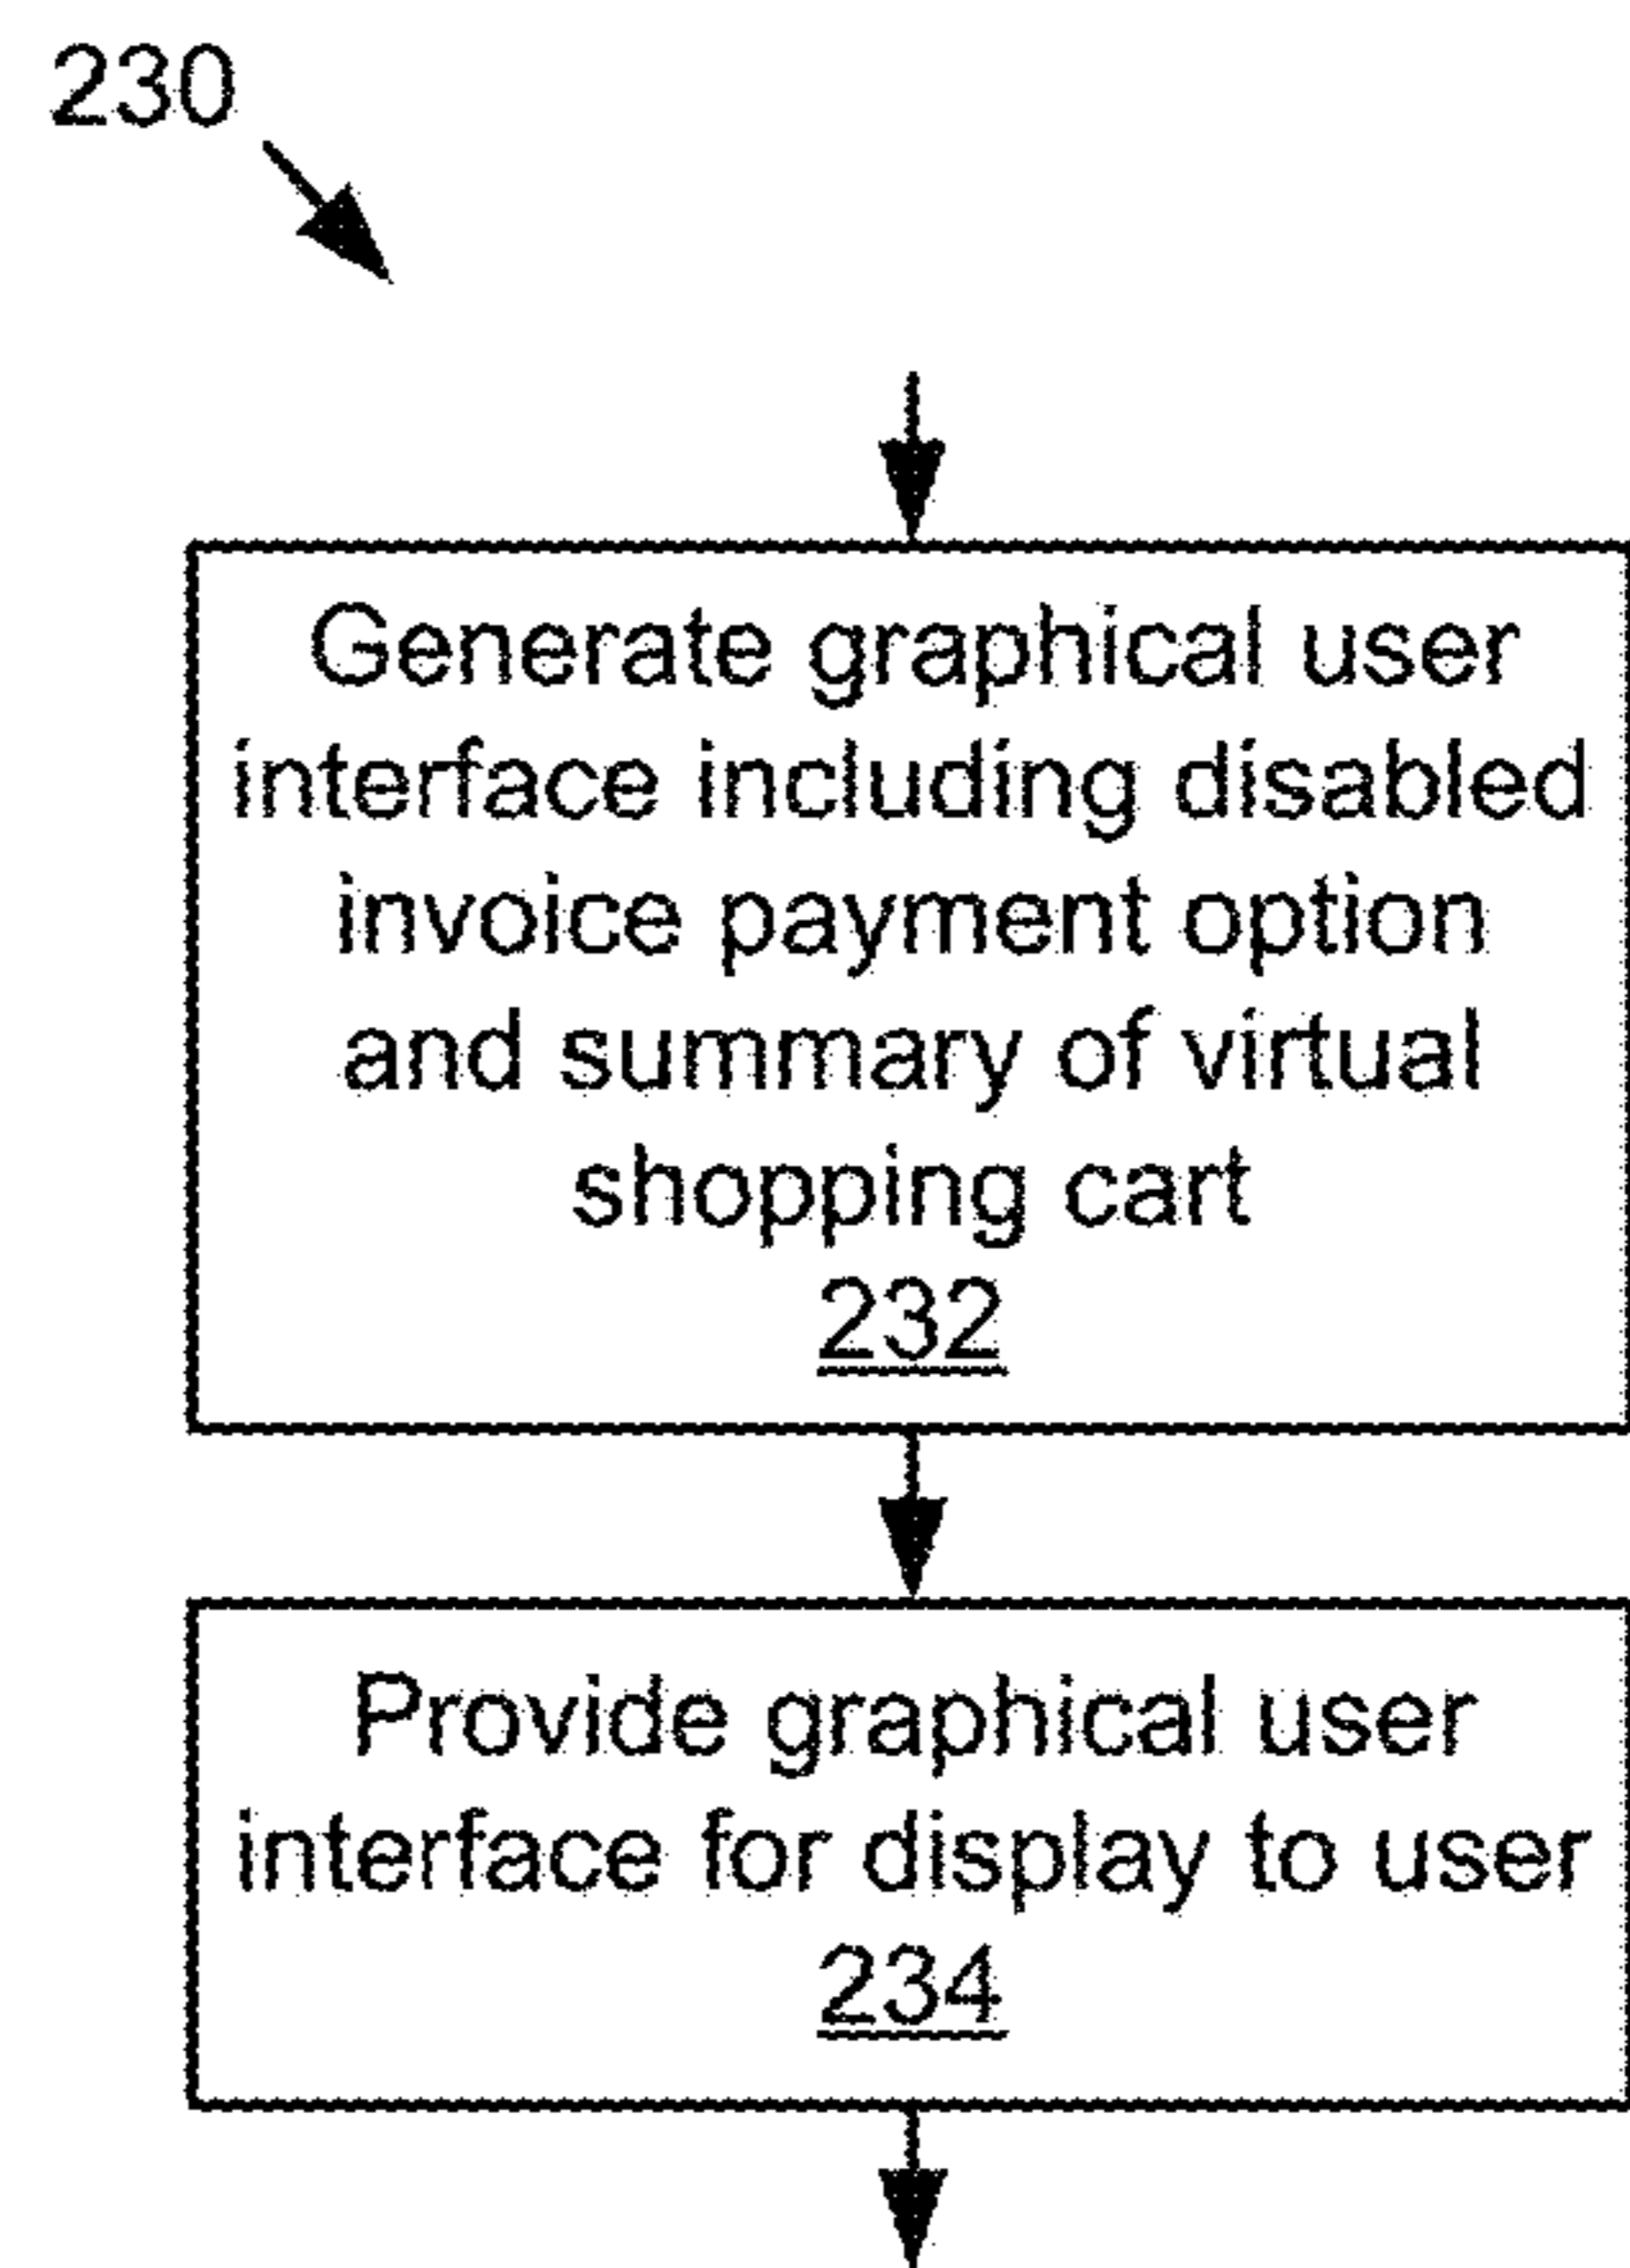 230
Generate graphical user
interface including disabled
invoice payment option
and summary of virtual
shopping cart
232
Provide graphical user
interface for display to user
234